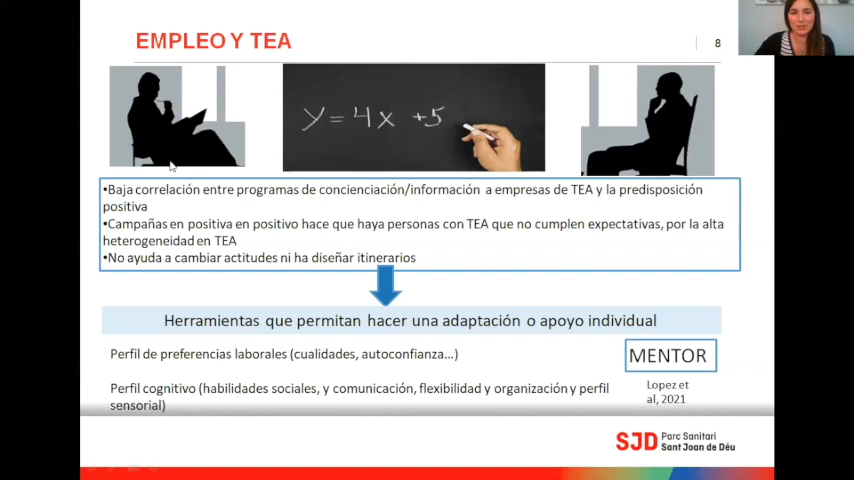 EMPLEO Y TEA
8
y = 4x +5
•Baja correlación entre programas de concienciación/información a empresas de TEA y la predisposición
positiva
•Campañas en positiva en positivo hace que haya personas con TEA que no cumplen expectativas, por la alta
heterogeneidad en TEA
•No ayuda a cambiar actitudes ni ha diseñar itinerarios
Herramientas que permitan hacer una adaptación o apoyo individual
Perfil de preferencias laborales (cualidades, autoconfianza...)
MENTOR
Perfil cognitivo (habilidades sociales, y comunicación, flexibilidad y organización y perfil
sensorial)
Lopez et
al, 2021
SJD Parc Sanitari
Sant Joan de Déu